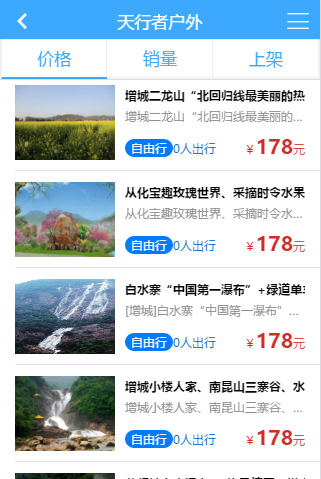 天行者户外
价格 销量 上架
增城二龙山“北回归线最美丽的热
增城二龙山“北回归线最美丽的...
自由行 0人出行 ¥178元
从化宝趣玫瑰世界、采摘时令水果
从化宝趣玫瑰世界、采摘时令水...
自由行 0人出行 ¥178元
白水寨“中国第一瀑布”+绿道单车
[增城]白水寨“中国第一瀑布”...
自由行 0人出行 ¥178元
增城小楼人家、南昆山三寨谷、水
增城小楼人家、南昆山三寨谷、...
自由行 0人出行 ¥178元